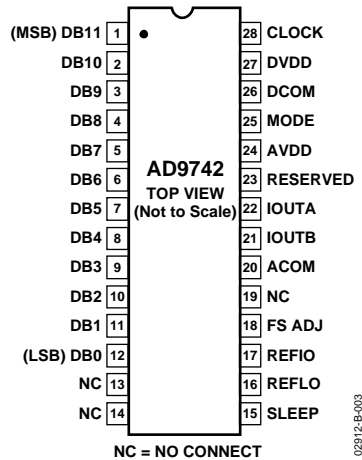 (MSB) DB11 1 28 CLOCK
DB10 2 27 DVDD
DB9 3 26 DCOM
DB8 4 25 MODE
DB7 5 24 AVDD
DB6 6 23 RESERVED
DB5 7 22 IOUTA
DB4 8 21 IOUTB
DB3 9 20 ACOM
DB2 10 19 NC
DB1 11 18 FS ADJ
(LSB) DB0 12 17 REFIO
NC 13 16 REFLO
NC 14 15 SLEEP
AD9742
TOP VIEW
(Not to Scale)
NC = NO CONNECT
02912-B-003